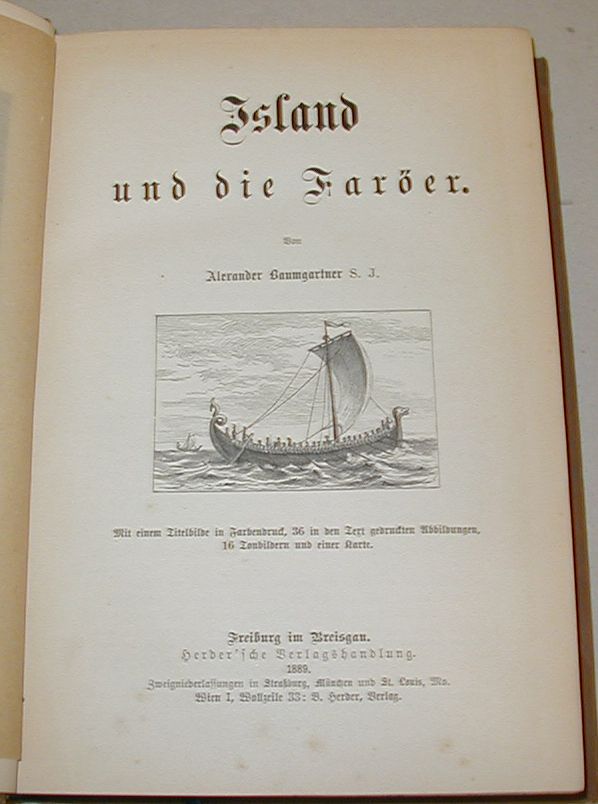 Island
und die Faröer.
Von
Alexander Baumgartner S. J.
Mit einem Titelbilde in Farbendruck, 36 in den Text gedruckten Abbildungen,
16 Tonbildern und einer Karte.
Freiburg im Breisgau.
Herder'sche Verlagshandlung.
1889.
Zweigniederlassungen in Straßburg, München und St. Louis, Mo.
Wien I, Wollzeile 33: B. Herder, Verlag.